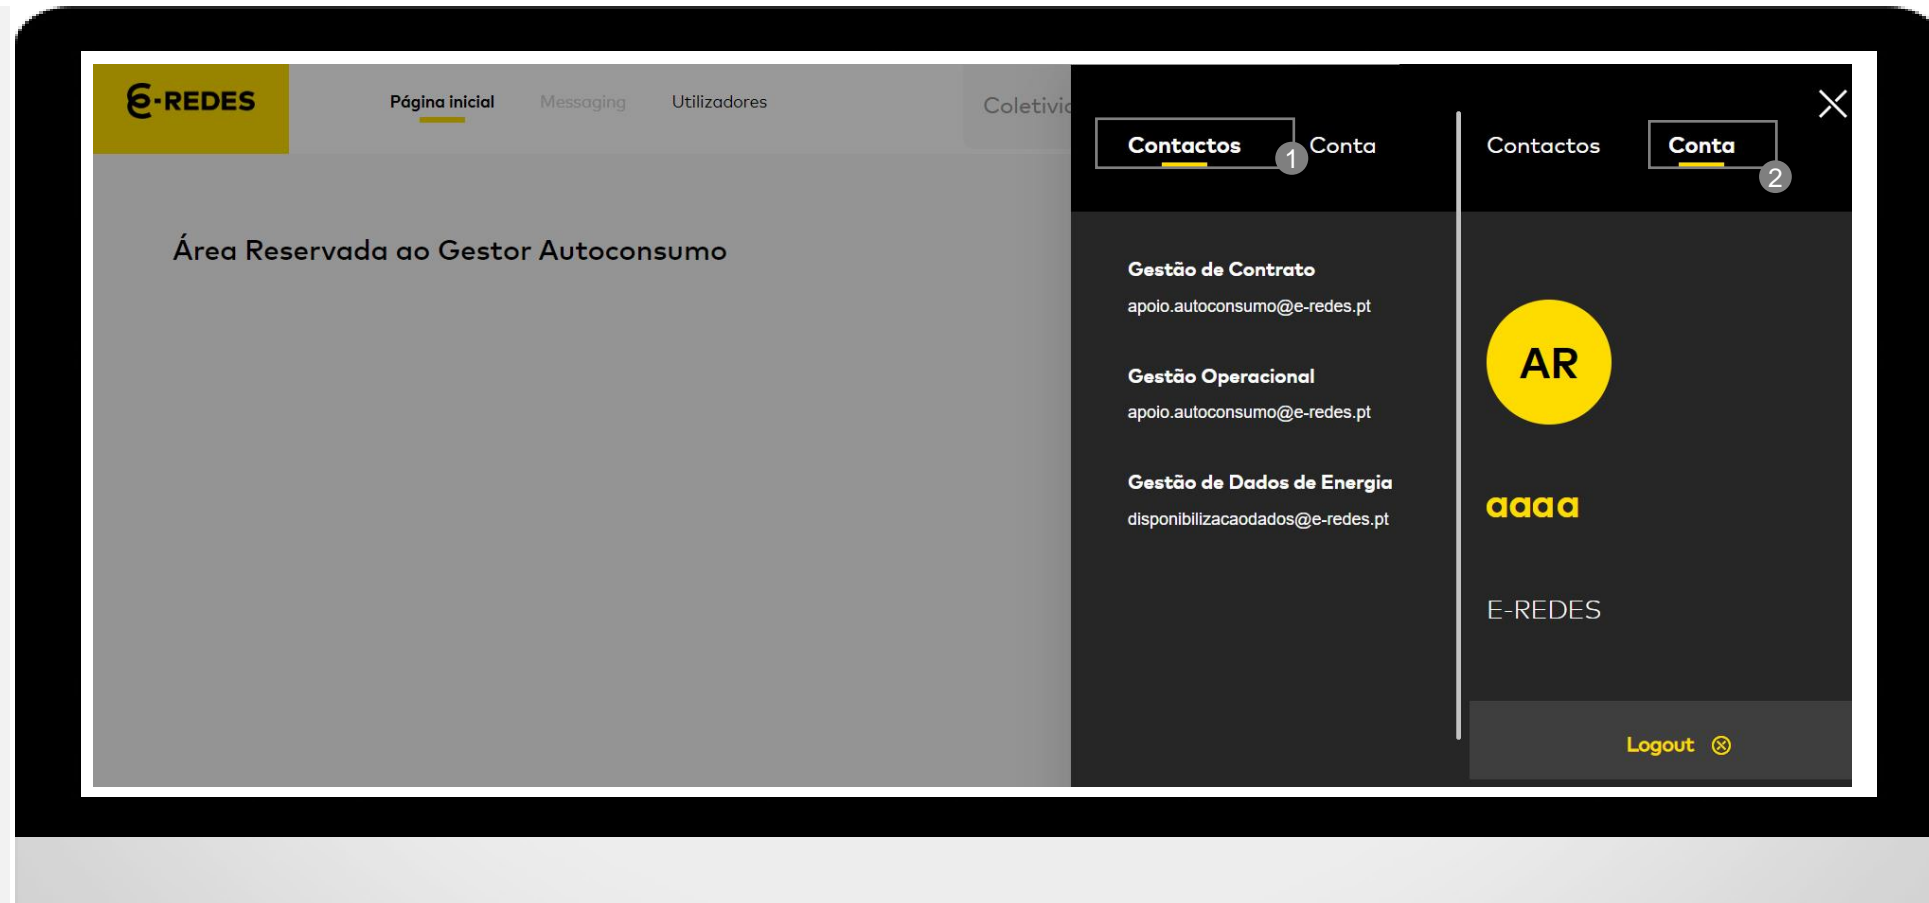 E-REDES
Página inicial
Messaging
Utilizadores
Contactos
1
Conta
Contactos
Conta
2
Área Reservada ao Gestor Autoconsumo
Gestão de Contrato
apoio.autoconsumo@e-redes.pt
Gestão Operacional
apoio.autoconsumo@e-redes.pt
Gestão de Dados de Energia
disponibilizacaodados@e-redes.pt
AR
aaaa
E-REDES
Logout